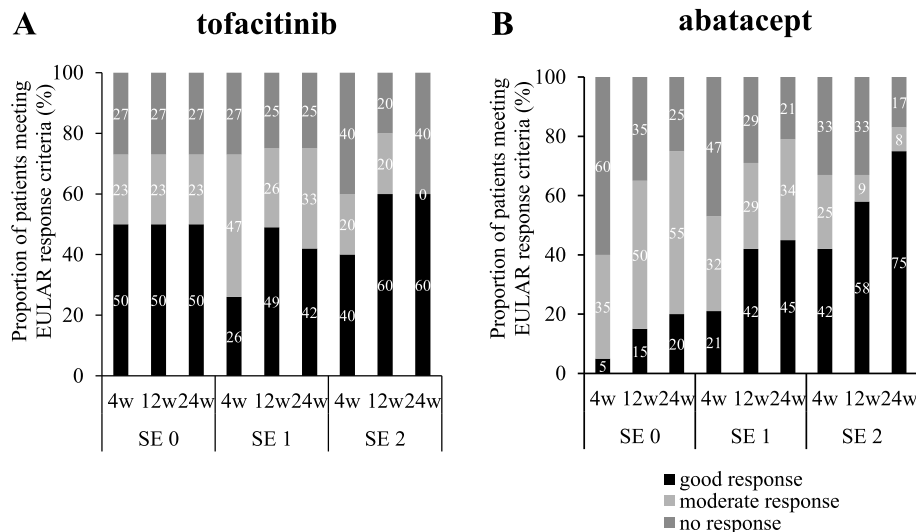 A
tofacitinib
Proportion of patients meeting
EULAR response criteria (%)
100
80
60
40
20
0
27 27 27 27 25 25 40 20 40
23 23 23 47 26 33 20 20 0
50 50 50 26 49 42 40 60 60
4w 12w 24w 4w 12w 24w 4w 12w 24w
SE 0 SE 1 SE 2
B
abatacept
Proportion of patients meeting
EULAR response criteria (%)
100
80
60
40
20
0
60 35 25 47 29 21 33 33 17
35 50 55 32 29 34 25 9 8
5 15 20 21 42 45 42 58 75
4w 12w 24w 4w 12w 24w 4w 12w 24w
SE 0 SE 1 SE 2
good response
moderate response
no response